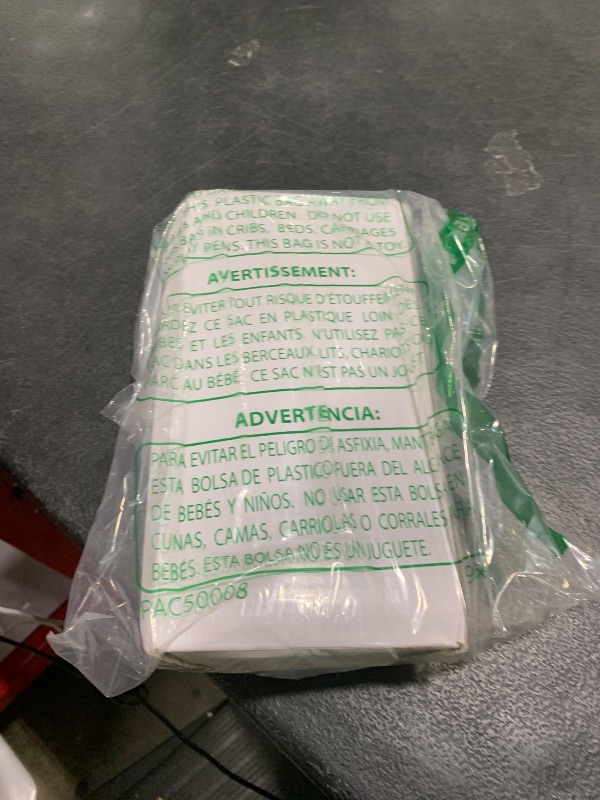 PLASTIC BAG AWAY FROM
AND CHILDREN. DO NOT USE
IN CRIBS, BEDS, CARRIAGES
PENS. THIS BAG IS NOT A TOY
AVERTISSEMENT:
EVITER TOUT RISQUE D'ÉTOUFFEMENT
CE SAC EN PLASTIQUE LOIN DES
ET LES ENFANTS. N'UTILISEZ PAS
DANS LES BERCEAUX, LITS,
PARC AU BÉBÉ. CE SAC N'EST PAS UN JOUET
ADVERTENCIA:
PARA EVITAR EL PELIGRO DE ASFIXIA, MANTENGA
ESTA BOLSA DE PLASTICO FUERA DEL ALCANCE
DE BEBÉS Y NIÑOS. NO USAR ESTA BOLSA EN
CUNAS, CAMAS, CARRIOLAS O CORRALES PARA
BEBÉS. ESTA BOLSA NO ES UN JUGUETE.
PAC50008